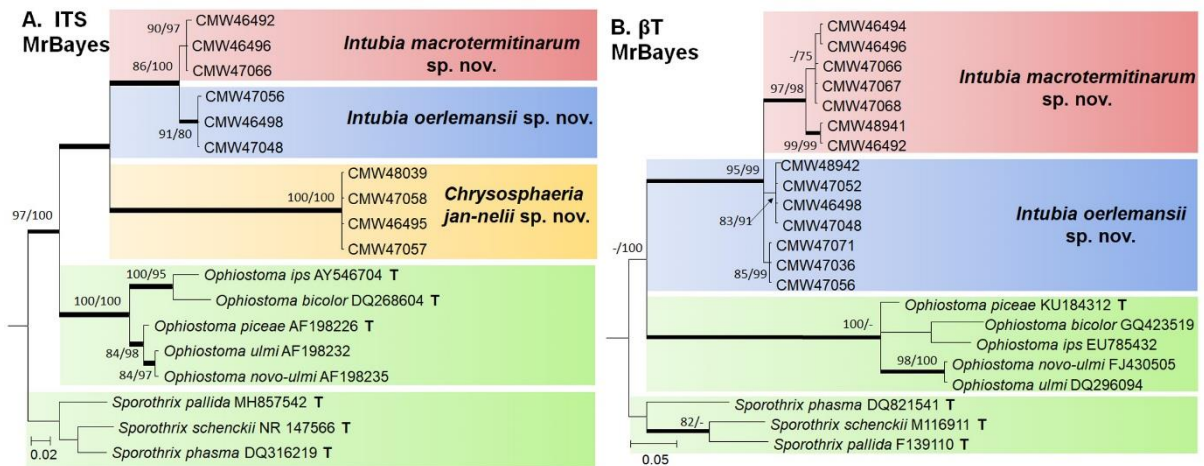 A. ITS
MrBayes
90/97
CMW46492
CMW46496
CMW47066
86/100
Intubia macrotermitinarum
sp. nov.
CMW47056
CMW46498
CMW47048
91/80
Intubia oerlemansii sp. nov.
CMW48039
CMW47058
CMW46495
CMW47057
100/100
Chrysosphaeria
jan-nelii sp. nov.
97/100
100/95
Ophiostoma ips AY546704 T
Ophiostoma bicolor DQ268604 T
100/100
Ophiostoma piceae AF198226 T
84/98
Ophiostoma ulmi AF198232
84/97
Ophiostoma novo-ulmi AF198235
Sporothrix pallida MH857542 T
Sporothrix schenckii NR 147566 T
Sporothrix phasma DQ316219 T
0.02
B. βT
MrBayes
CMW46494
CMW46496
-/75
CMW47066
CMW47067
CMW47068
97/98
CMW48941
CMW46492
99/99
Intubia macrotermitinarum
sp. nov.
95/99
CMW48942
CMW47052
CMW46498
CMW47048
83/91
CMW47071
CMW47036
CMW47056
85/99
Intubia oerlemansii
sp. nov.
-/100
Ophiostoma piceae KU184312 T
100/-
Ophiostoma bicolor GQ423519
Ophiostoma ips EU785432
98/100
Ophiostoma novo-ulmi FJ430505
Ophiostoma ulmi DQ296094
Sporothrix phasma DQ821541 T
82/-
Sporothrix schenckii M116911 T
Sporothrix pallida F139110 T
0.05